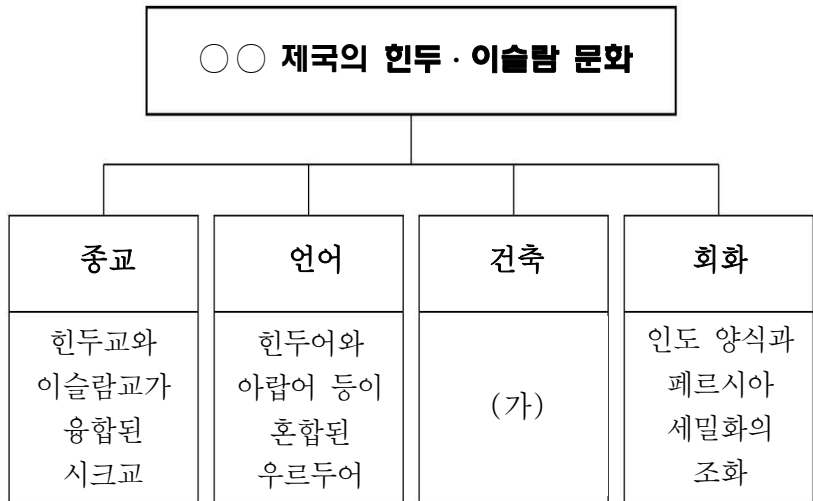 ○○ 제국의 힌두 · 이슬람 문화
종교
힌두교와
이슬람교가
융합된
시크교
언어
힌두어와
아랍어 등이
혼합된
우르두어
건축
(가)
회화
인도 양식과
페르시아
세밀화의
조화